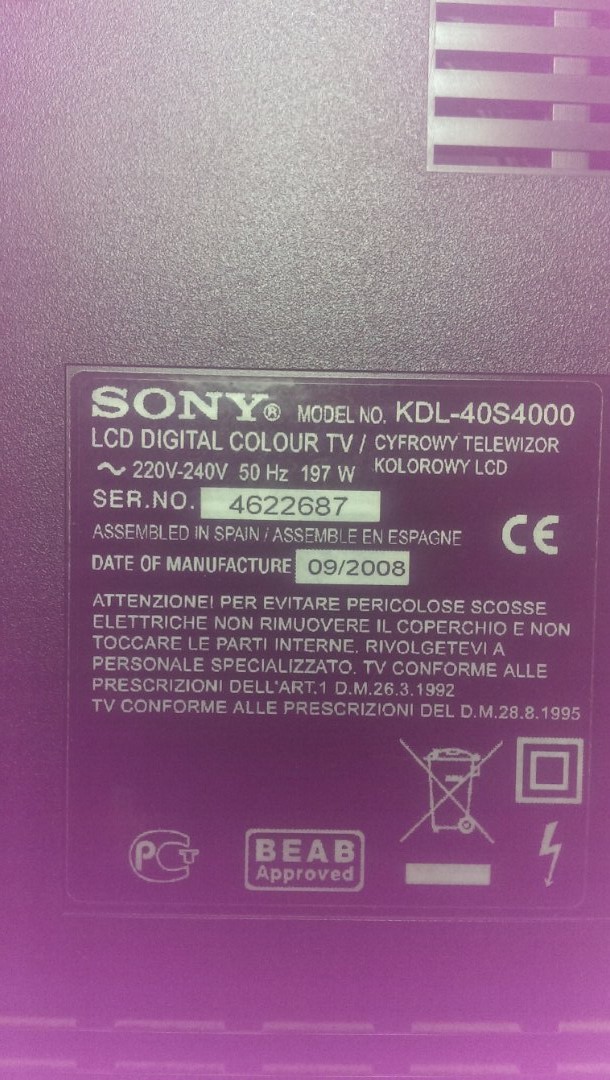 SONY® MODEL NO. KDL-40S4000
LCD DIGITAL COLOUR TV / CYFROWY TELEWIZOR
KOLOROWY LCD
~ 220V-240V 50 Hz 197 W
SER.NO. 4622687
ASSEMBLED IN SPAIN / ASSEMBLE EN ESPAGNE
CE
DATE OF MANUFACTURE 09/2008
ATTENZIONE! PER EVITARE PERICOLOSE SCOSSE
ELETTRICHE NON RIMUOVERE IL COPERCHIO E NON
TOCCARE LE PARTI INTERNE. RIVOLGETEVI A
PERSONALE SPECIALIZZATO. TV CONFORME ALLE
PRESCRIZIONI DELL'ART.1 D.M.26.3.1992
TV CONFORME ALLE PRESCRIZIONI DEL D.M.28.8.1995
PCT
BEAB
Approved